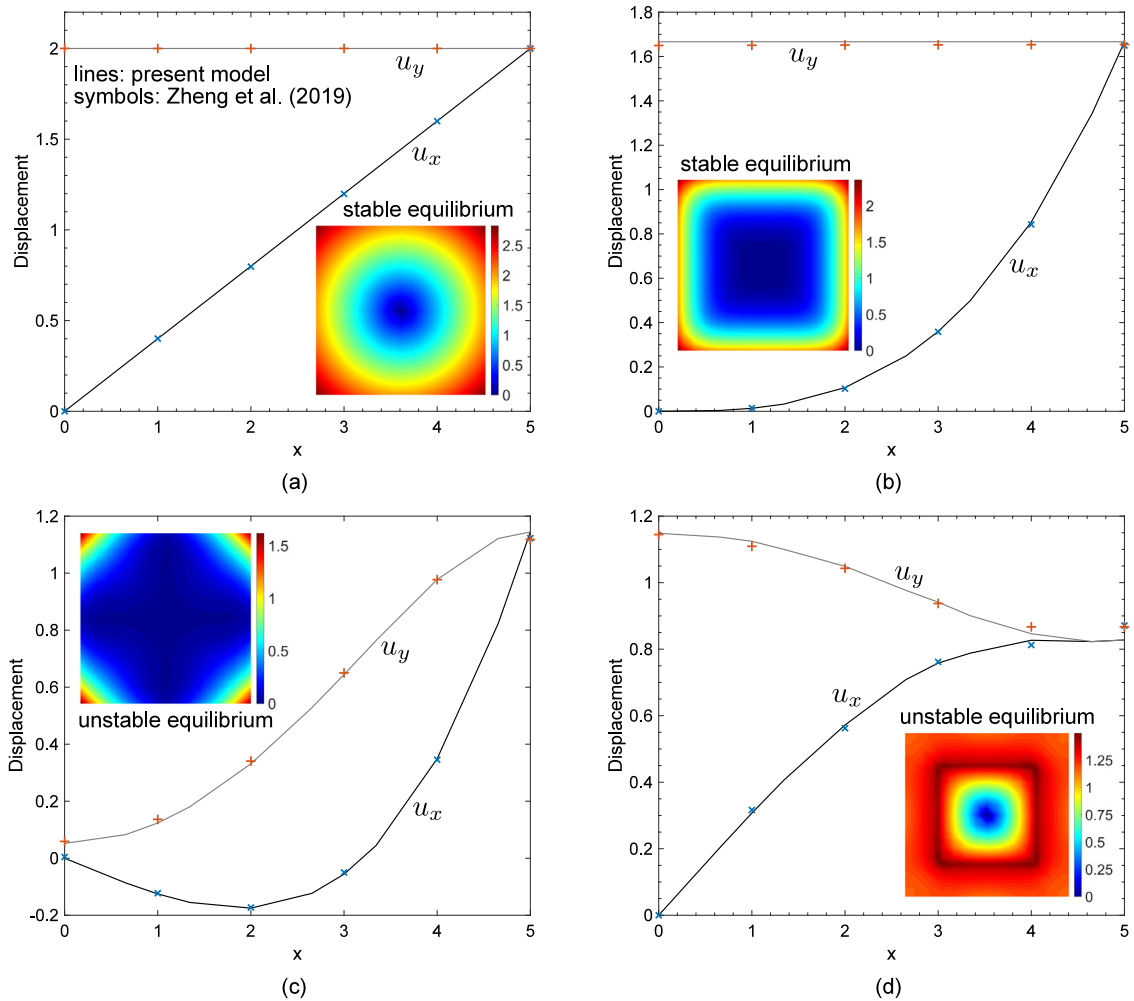 2
1.5
1
0.5
0
Displacement
lines: present model
symbols: Zheng et al. (2019)
u_y
u_x
stable equilibrium
2.5
2
1.5
1
0.5
0
0 1 2 3 4 5
x
(a)
1.8
1.6
1.4
1.2
1.0
0.8
0.6
0.4
0.2
0
Displacement
u_y
stable equilibrium
2
1.5
1
0.5
0
u_x
0 1 2 3 4 5
x
(b)
1.2
1
0.8
0.6
0.4
0.2
0
-0.2
Displacement
1.5
1
0.5
0
unstable equilibrium
u_y
u_x
0 1 2 3 4 5
x
(c)
1.2
1
0.8
0.6
0.4
0.2
0
Displacement
u_y
u_x
unstable equilibrium
1.25
1
0.75
0.5
0.25
0
0 1 2 3 4 5
x
(d)